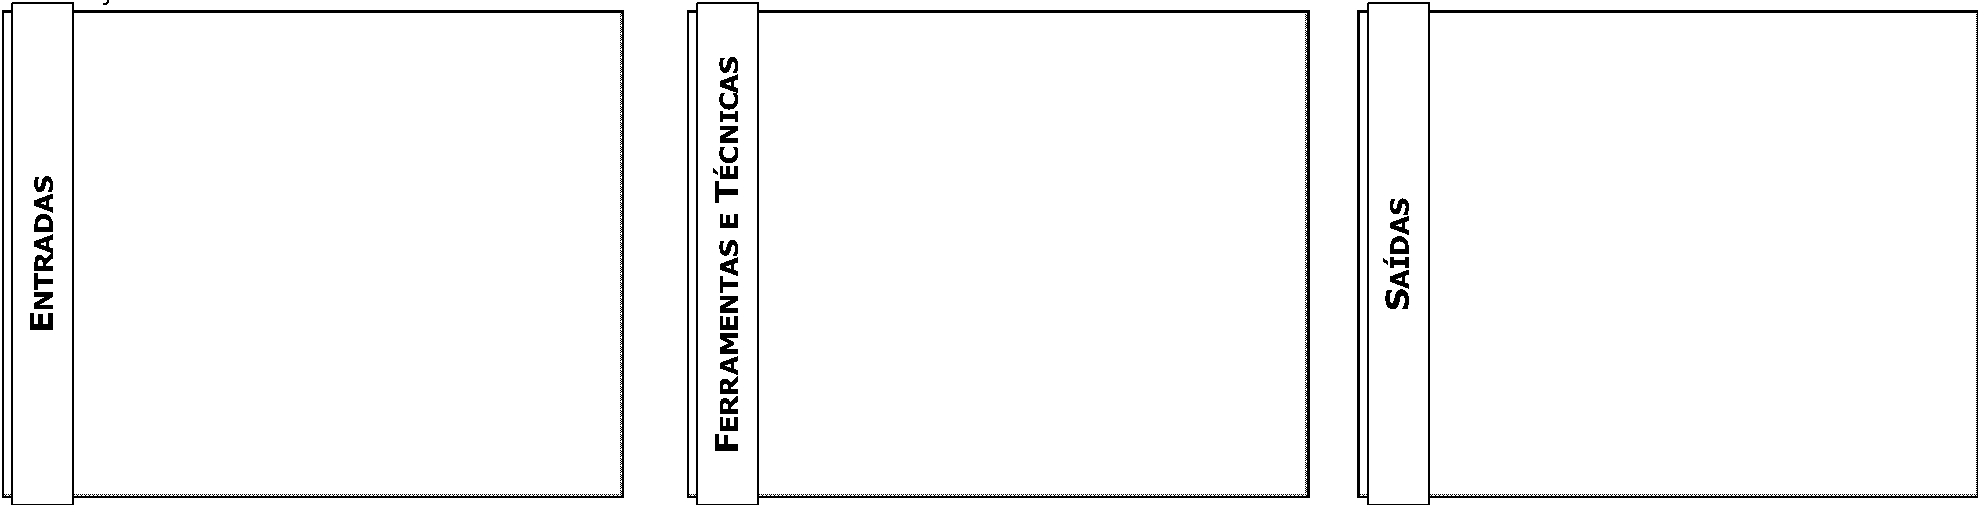 ENTRADAS
FERRAMENTAS E TÉCNICAS
SAÍDAS